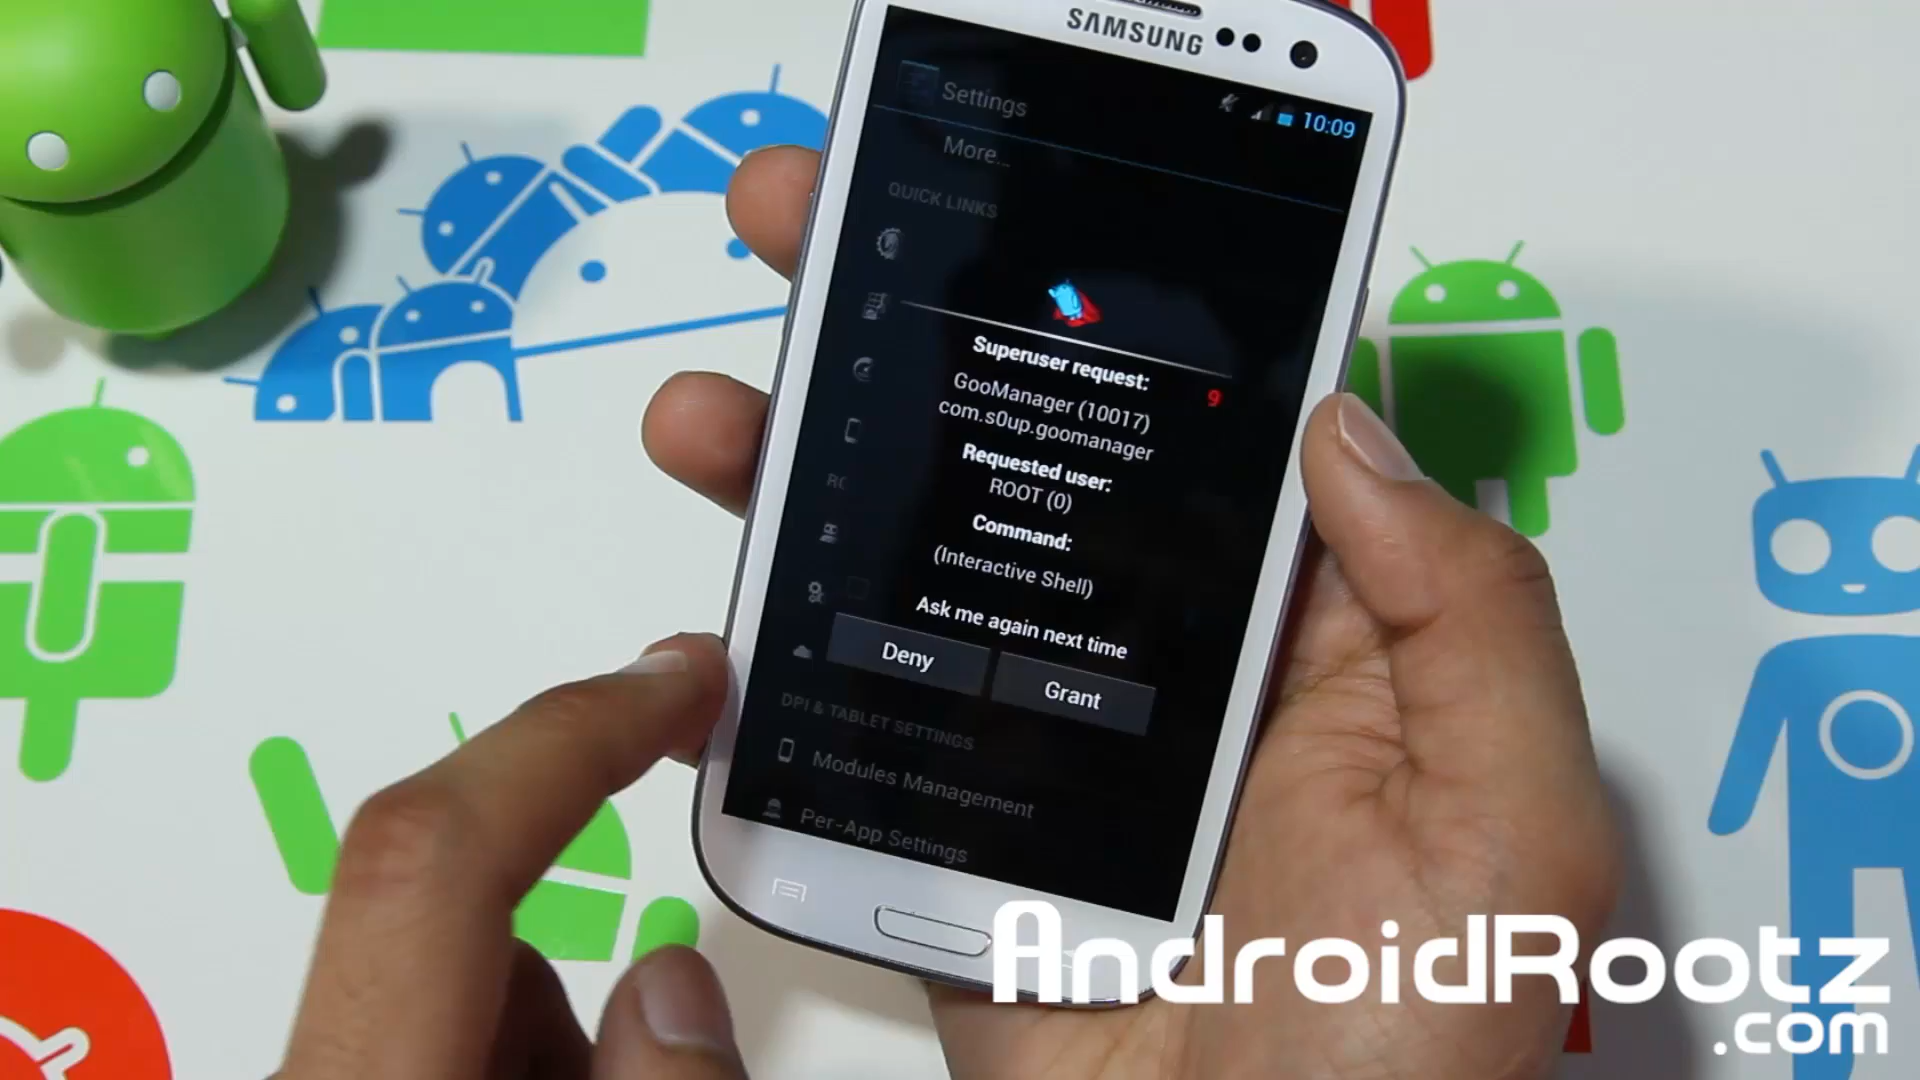 SAMSUNG
10:09
Settings
More...
QUICK LINKS
Superuser request:
9
GooManager (10017)
com.s0up.goomanager
Requested user:
ROOT (0)
Command:
(Interactive Shell)
Ask me again next time
Deny
Grant
DPI & TABLET SETTINGS
Modules Management
Per-App Settings
AndroidRootz
.com